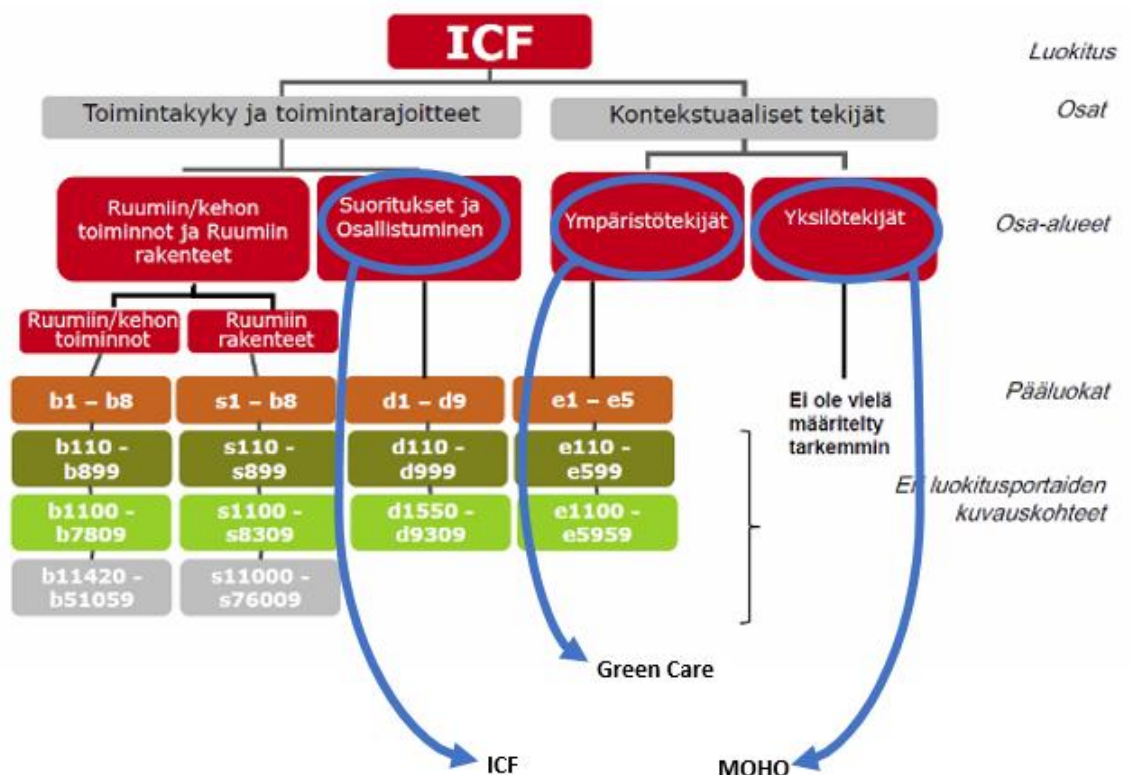 ICF
Luokitus
Toimintakyky ja toimintarajoitteet
Kontekstuaaliset tekijät
Osat
Ruumiin/kehon
toiminnot ja Ruumiin
rakenteet
Suoritukset ja
Osallistuminen
Ympäristötekijät
Yksilötekijät
Osa-alueet
Ruumiin/kehon
toiminnot
Ruumiin
rakenteet
b1 – b8
s1 – b8
d1 – d9
e1 – e5
Ei ole vielä
määritelty
tarkemmin
Pääluokat
b110 -
b899
s110 -
s899
d110 -
d999
e110 -
e599
b1100 -
b7809
s1100 -
s8309
d1550 -
d9309
e1100 -
e5959
Eri luokitusportaiden
kuvauskohteet
b11420 -
b51059
s11000 -
s76009
Green Care
ICF
MOHO